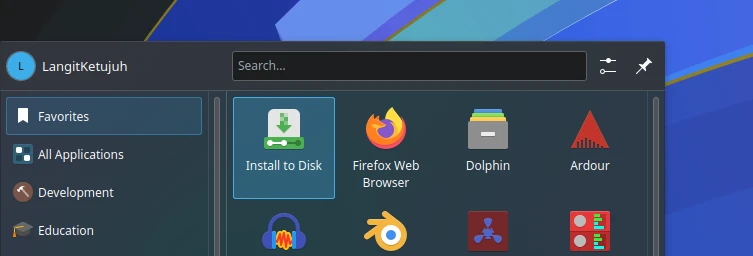 L
LangitKetujuh
Search...
Favorites
All Applications
Development
Education
Install to Disk
Firefox Web
Browser
Dolphin
Ardour